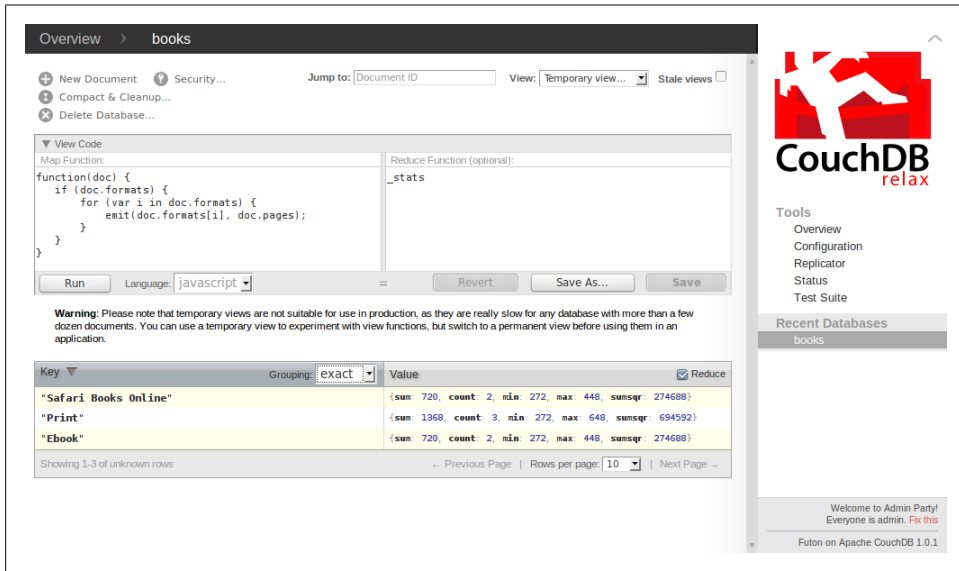 Overview books
New Document Security... Jump to: Document ID View: Temporary view... Stale views
Compact & Cleanup...
Delete Database...
▼ View Code
Map Function: Reduce Function (optional):
function(doc) { _stats
if (doc.formats) {
for (var i in doc.formats) {
emit(doc.formats[i], doc.pages);
}
}
}
Run Language: javascript = Revert Save As... Save
Warning: Please note that temporary views are not suitable for use in production, as they are really slow for any database with more than a few
dozen documents. You can use a temporary view to experiment with view functions, but switch to a permanent view before using them in an
application.
Key ▼ Grouping: exact Value Reduce
"Safari Books Online" {sum: 720, count: 2, min: 272, max: 448, sumsqr: 274688}
"Print" {sum: 1368, count: 3, min: 272, max: 648, sumsqr: 694592}
"Ebook" {sum: 720, count: 2, min: 272, max: 448, sumsqr: 274688}
Showing 1-3 of unknown rows ← Previous Page | Rows per page: 10 | Next Page →
CouchDB
relax
Tools
Overview
Configuration
Replicator
Status
Test Suite
Recent Databases
books
Welcome to Admin Party!
Everyone is admin. Fix this
Futon on Apache CouchDB 1.0.1